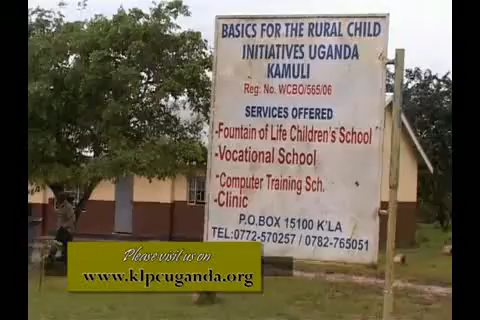 BASICS FOR THE RURAL CHILD
INITIATIVES UGANDA
KAMULI
Reg: No. WCBO/565/06
SERVICES OFFERED
-Fountain of Life Children's School
-Vocational School
-Computer Training Sch.
-Clinic
P.O.BOX 15100 K'LA
TEL:0772-570257 / 0782-765051
Please visit us on
www.klpcuganda.org